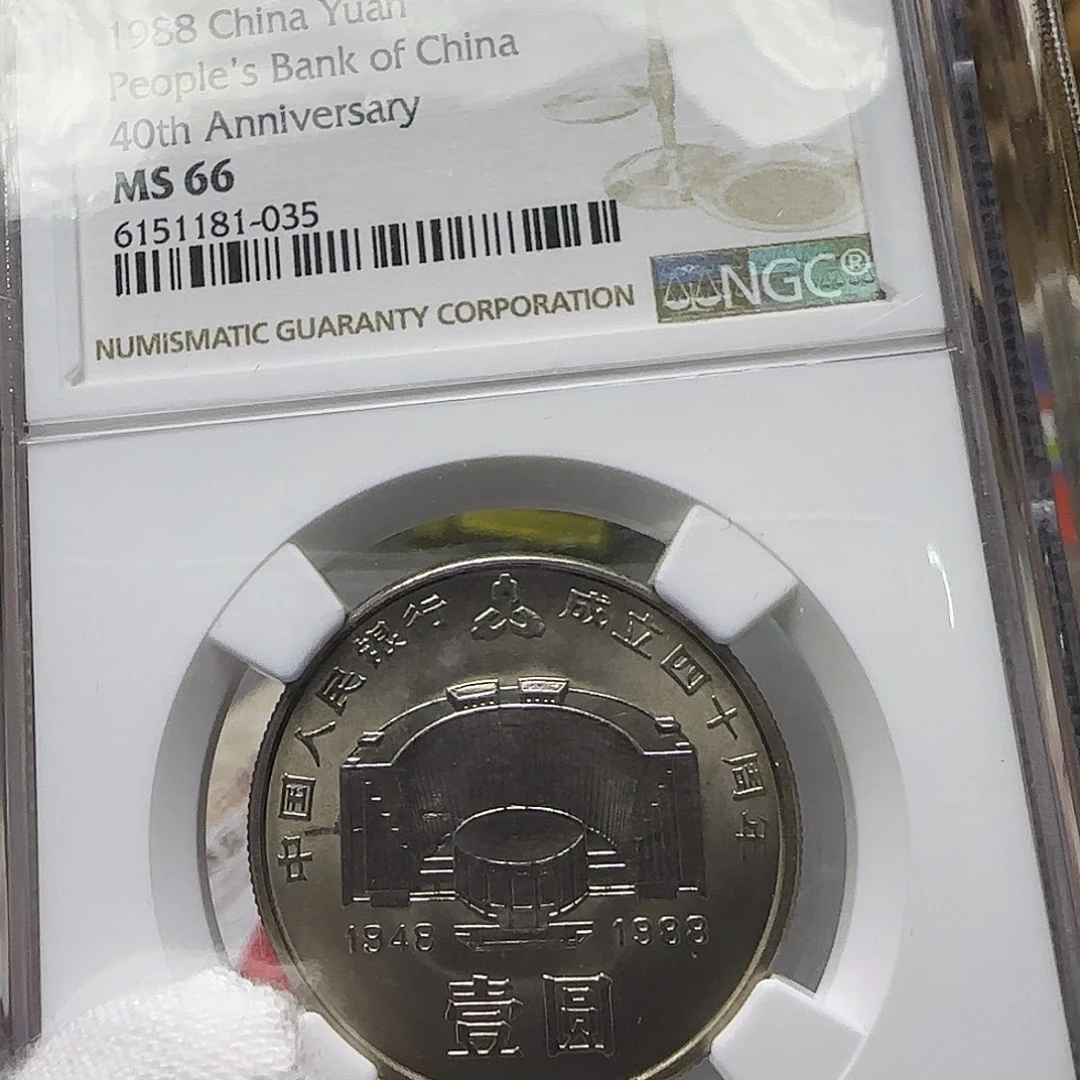 1988 China Yuan
People's Bank of China
40th Anniversary
MS 66
6151181-035
NUMISMATIC GUARANTY CORPORATION
NGC®
中国人民银行 成立四十周年
1948 1988
壹圆